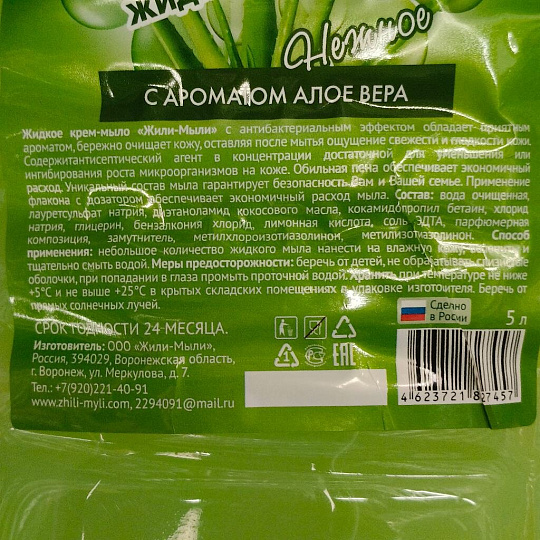 ЖИД
Нежное
С АРОМАТОМ АЛОЕ ВЕРА
Жидкое крем-мыло «Жили-Мыли» с антибактериальным эффектом обладает приятным
ароматом, бережно очищает кожу, оставляя после мытья ощущение свежести и гладкости кожи.
Содержитантисептический агент в концентрации достаточной для уменьшения или
ингибирования роста микроорганизмов на коже. Обильная пена обеспечивает экономичный
расход. Уникальный состав мыла гарантирует безопасность Вам и Вашей семье. Применение
флакона с дозатором обеспечивает экономичный расход мыла. Состав: вода очищенная,
лауретсульфат натрия, диэтаноламид кокосового масла, кокамидопропил бетаин, хлорид
натрия, глицерин, бензалкония хлорид, лимонная кислота, соль ЭДТА, парфюмерная
композиция, замутнитель, метилхлороизотиазолинон, метилизотиазолинон. Способ
применения: небольшое количество жидкого мыла нанести на влажную кожу, вспенить и
тщательно смыть водой. Меры предосторожности: беречь от детей, не обрабатывать слизистые
оболочки, при попадании в глаза промыть проточной водой. Хранить при температуре не ниже
+5°С и не выше +25°С в крытых складских помещениях в упаковке изготовителя. Беречь от
прямых солнечных лучей.
СРОК ГОДНОСТИ 24 МЕСЯЦА.
Изготовитель: ООО «Жили-Мыли»,
Россия, 394029, Воронежская область,
г. Воронеж, ул. Меркулова, д. 7.
Тел.: +7(920)221-40-91
www.zhili-myli.com, 2294091@mail.ru
EAC
Сделно
в Росии
5 л
4 623721 827457